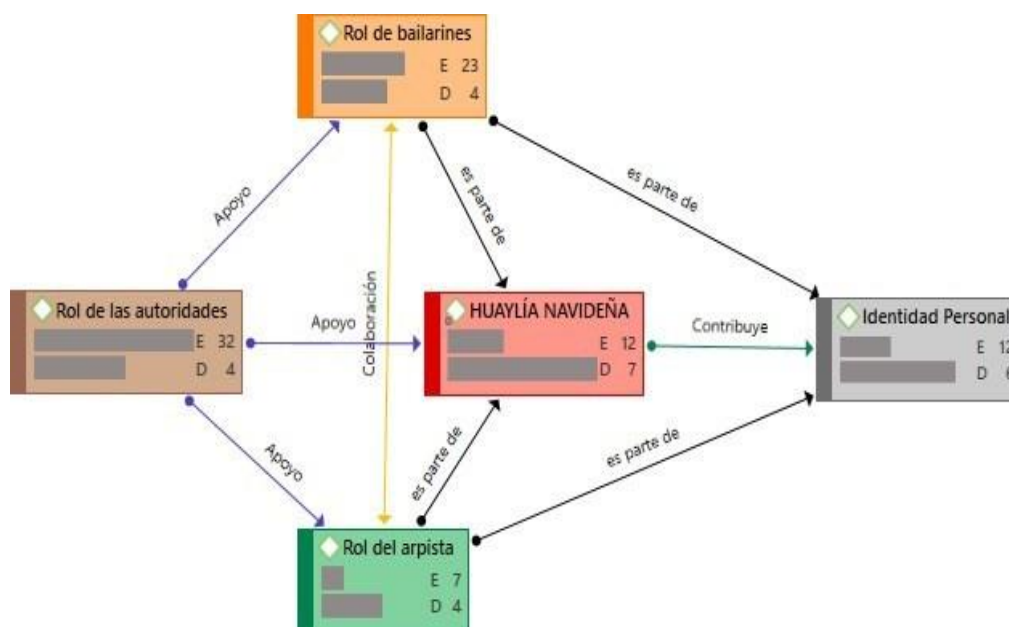 Rol de bailarines
E 23
D 4
Apoyo
es parte de
es parte de
Rol de las autoridades
E 32
D 4
Apoyo
Colaboración
HUAYLÍA NAVIDEÑA
E 12
D 7
Contribuye
Identidad Personal
E 12
D 6
Apoyo
es parte de
es parte de
Rol del arpista
E 7
D 4